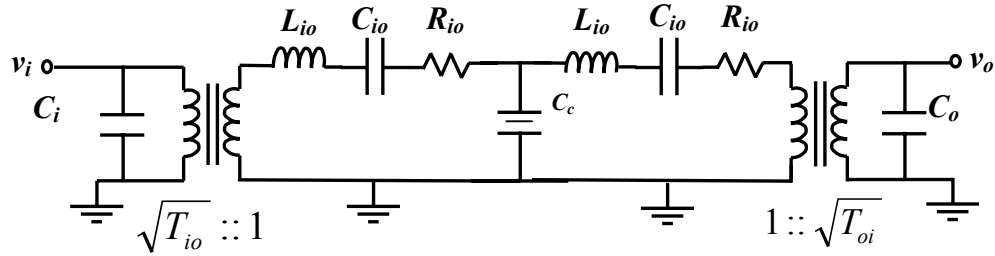 L_io C_io R_io L_io C_io R_io
v_i v_o
C_i C_c C_o
√T_io :: 1 1 :: √T_oi